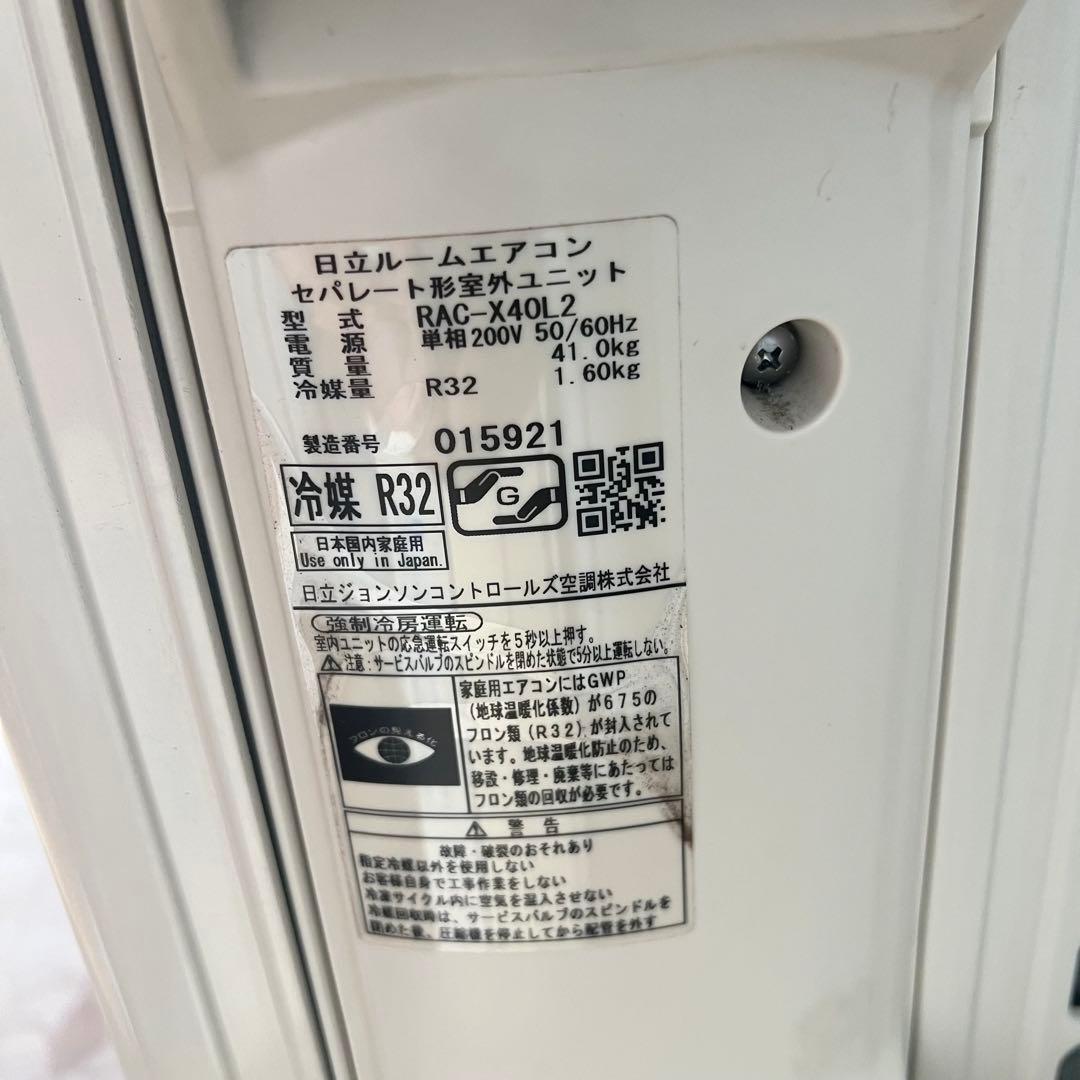 日立ルームエアコン
セパレート形室外ユニット
型式 RAC-X40L2
電源 単相200V 50/60Hz
質量 41.0kg
冷媒量 R32 1.60kg
製造番号 015921
冷媒 R32
G
日本国内家庭用
Use only in Japan.
日立ジョンソンコントロールズ空調株式会社
強制冷房運転
室内ユニットの応急運転スイッチを5秒以上押す。
⚠注意:サービスバルブのスピンドルを閉めた状態で5分以上運転しない。
フロンの見える化
家庭用エアコンにはGWP
(地球温暖化係数)が675の
フロン類(R32)が封入されて
います。地球温暖化防止のため、
移設・修理・廃棄等にあたっては
フロン類の回収が必要です。
⚠ 警告
故障・破裂のおそれあり
指定冷媒以外を使用しない
お客様自身で工事作業をしない
冷凍サイクル内に空気を混入させない
冷媒回収時は、サービスバルブのスピンドルを
閉めた後、圧縮機を停止してから配管を外す